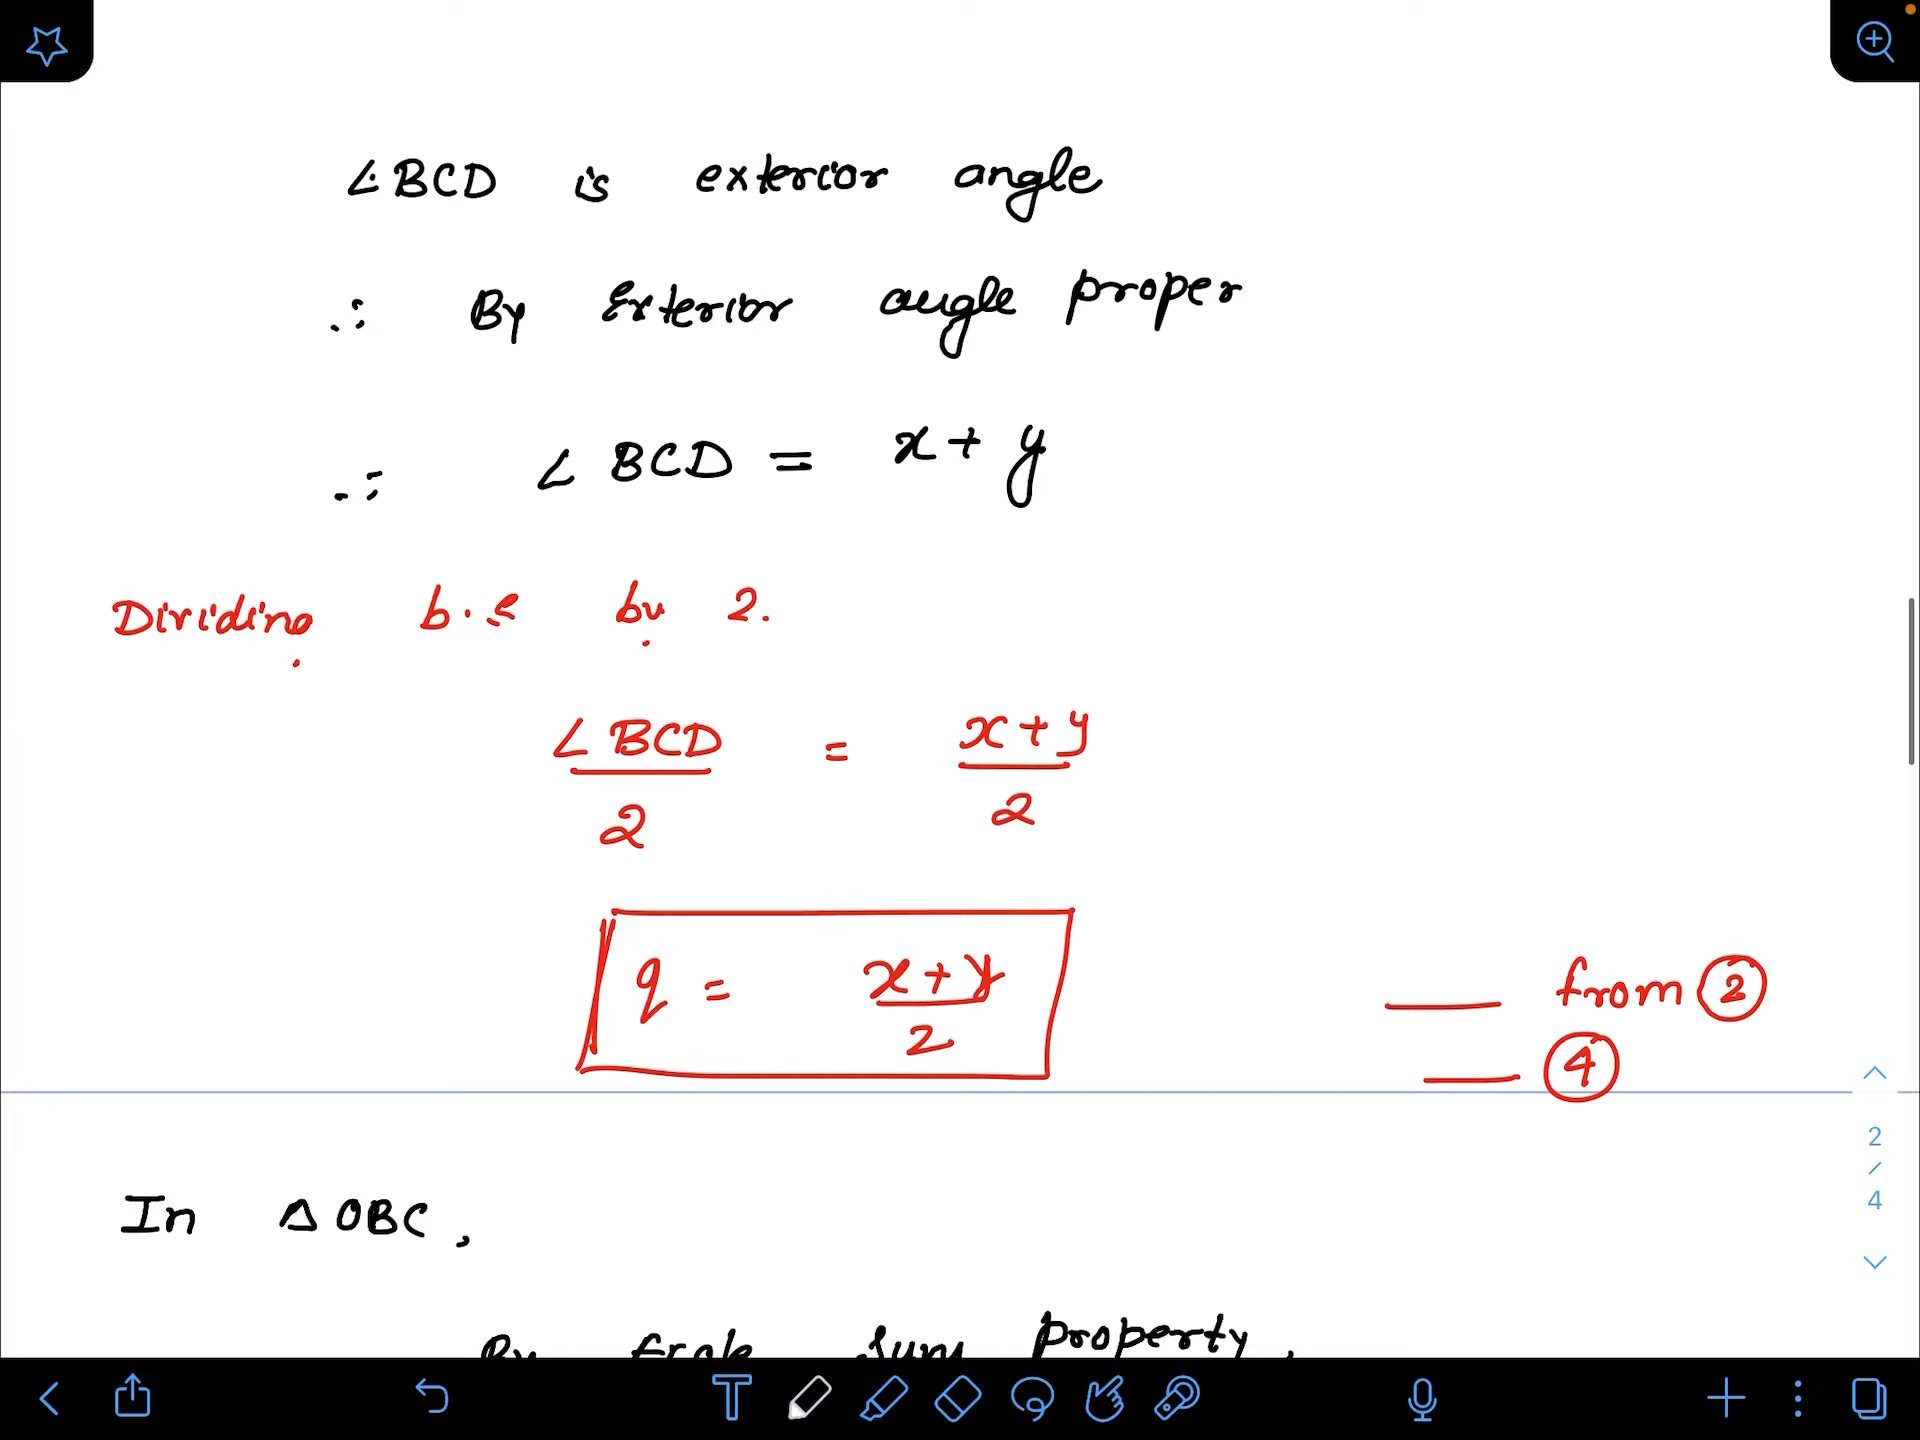 ∠BCD is exterior angle
∴ By Exterior angle proper
∴ ∠BCD = x + y
Dividing b.s by 2.
∠BCD/2 = x+y/2
q = x+y/2 — from ②
— ④
In △OBC,
sum property,
2
/
4
T